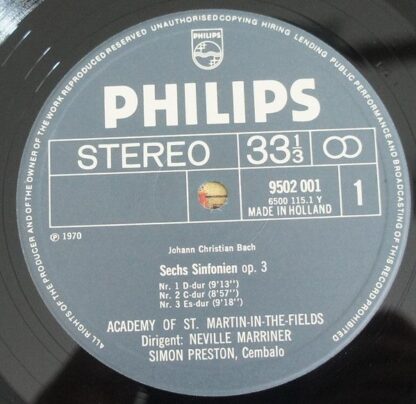 ALL RIGHTS OF THE PRODUCER AND OF THE OWNER OF THE WORK REPRODUCED RESERVED UNAUTHORISED COPYING HIRING LENDING PUBLIC PERFORMANCE AND BROADCASTING OF THIS RECORD PROHIBITED
PHILIPS
PHILIPS
STEREO 33⅓
9502 001
6500 115.1 Y
MADE IN HOLLAND
1
℗ 1970
Johann Christian Bach
Sechs Sinfonien op. 3
Nr. 1 D-dur (9'13'')
Nr. 2 C-dur (8'57'')
Nr. 3 Es-dur (9'18'')
ACADEMY OF ST. MARTIN-IN-THE-FIELDS
Dirigent: NEVILLE MARRINER
SIMON PRESTON, Cembalo